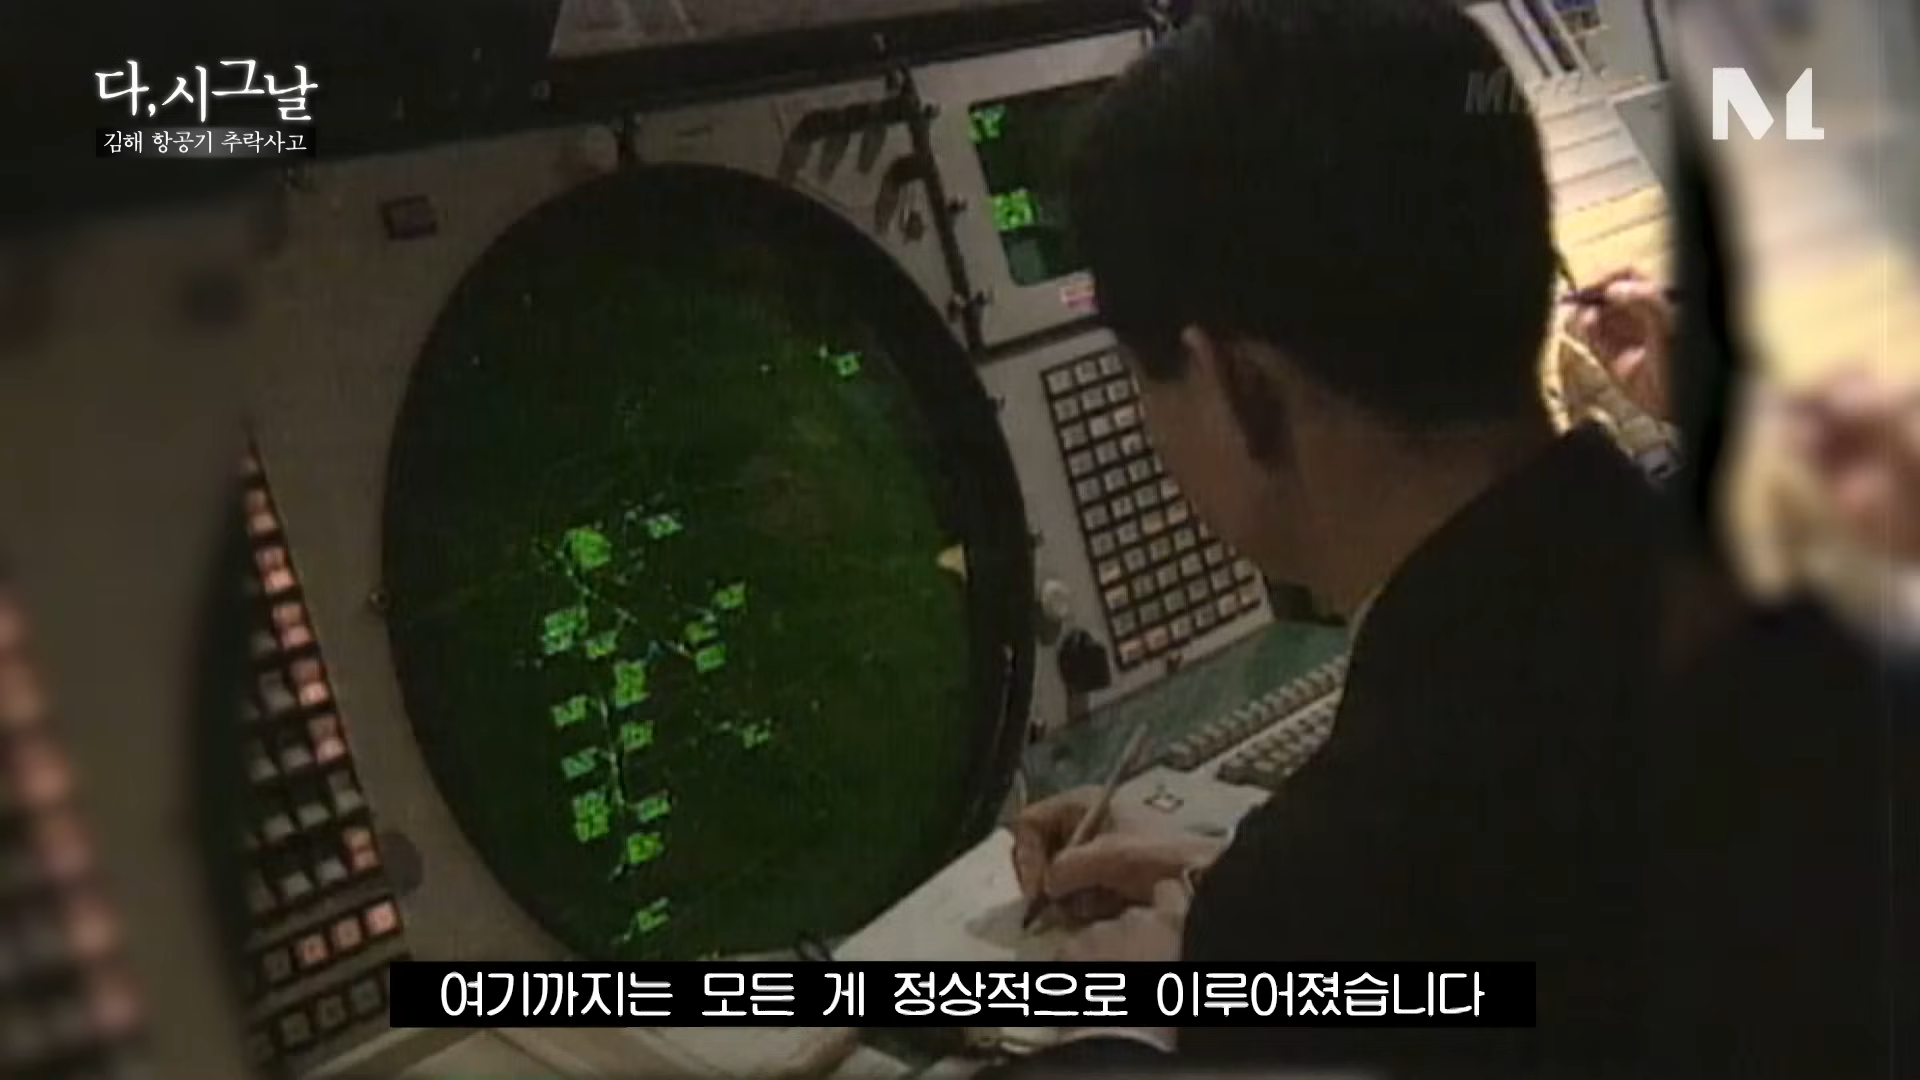 다, 시그날
김해 항공기 추락사고
여기까지는 모든 게 정상적으로 이루어졌습니다